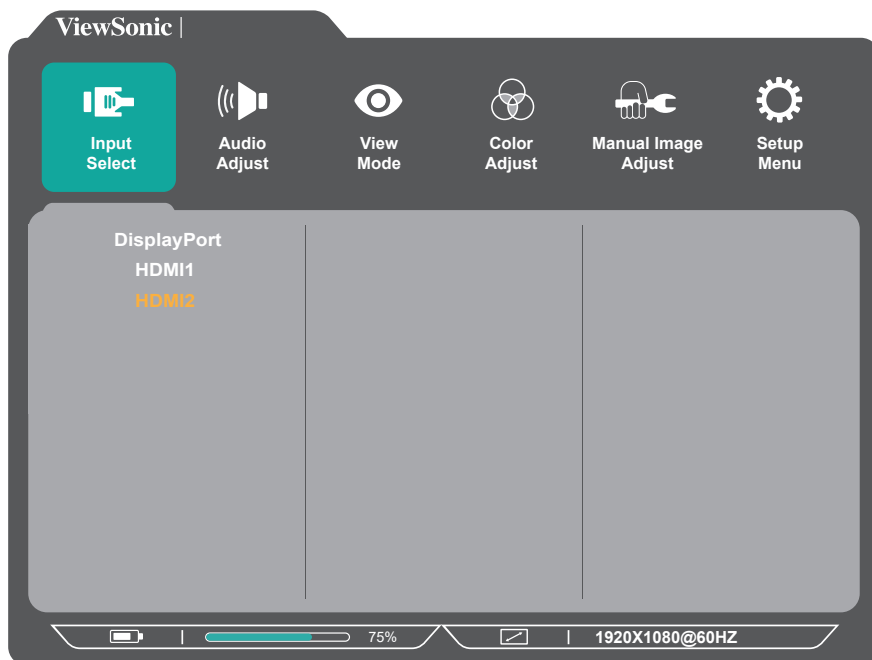 ViewSonic
Input
Select
Audio
Adjust
View
Mode
Color
Adjust
Manual Image
Adjust
Setup
Menu
DisplayPort
HDMI1
HDMI2
75%
1920X1080@60HZ